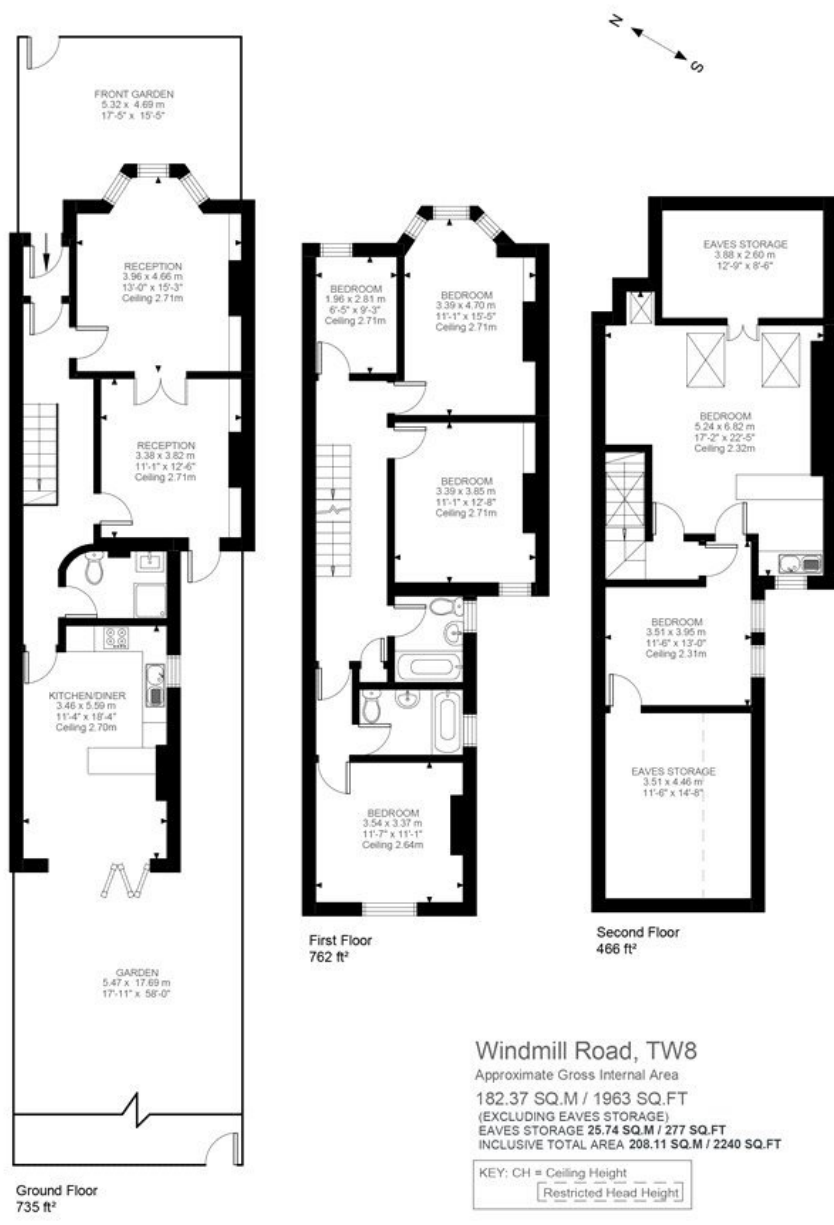 N
S
FRONT GARDEN
5.32 x 4.69 m
17'-5" x 15'-5"
RECEPTION
3.96 x 4.66 m
13'-0" x 15'-3"
Ceiling 2.71m
RECEPTION
3.38 x 3.82 m
11'-1" x 12'-6"
Ceiling 2.71m
KITCHEN/DINER
3.46 x 5.59 m
11'-4" x 18'-4"
Ceiling 2.70m
GARDEN
5.47 x 17.69 m
17'-11" x 58'-0"
Ground Floor
735 ft²
BEDROOM
1.96 x 2.81 m
6'-5" x 9'-3"
Ceiling 2.71m
BEDROOM
3.39 x 4.70 m
11'-1" x 15'-5"
Ceiling 2.71m
BEDROOM
3.39 x 3.85 m
11'-1" x 12'-8"
Ceiling 2.71m
BEDROOM
3.54 x 3.37 m
11'-7" x 11'-1"
Ceiling 2.64m
First Floor
762 ft²
EAVES STORAGE
3.88 x 2.60 m
12'-9" x 8'-6"
BEDROOM
5.24 x 6.82 m
17'-2" x 22'-5"
Ceiling 2.32m
BEDROOM
3.51 x 3.95 m
11'-6" x 13'-0"
Ceiling 2.31m
EAVES STORAGE
3.51 x 4.46 m
11'-6" x 14'-8"
Second Floor
466 ft²
Windmill Road, TW8
Approximate Gross Internal Area
182.37 SQ.M / 1963 SQ.FT
(EXCLUDING EAVES STORAGE)
EAVES STORAGE 25.74 SQ.M / 277 SQ.FT
INCLUSIVE TOTAL AREA 208.11 SQ.M / 2240 SQ.FT
KEY: CH = Ceiling Height
Restricted Head Height